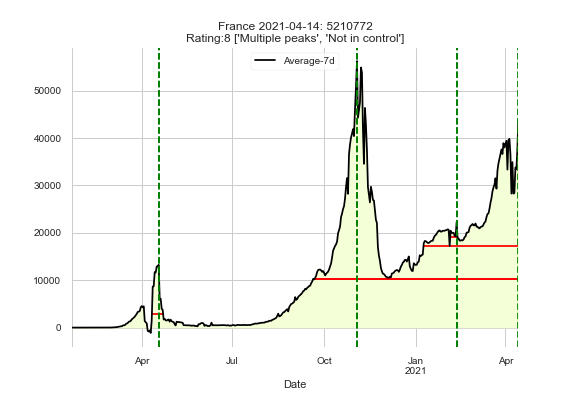 France 2021-04-14: 5210772
Rating:8 ['Multiple peaks', 'Not in control']
Average-7d
50000
40000
30000
20000
10000
0
Apr
Jul
Oct
Jan
2021
Apr
Date